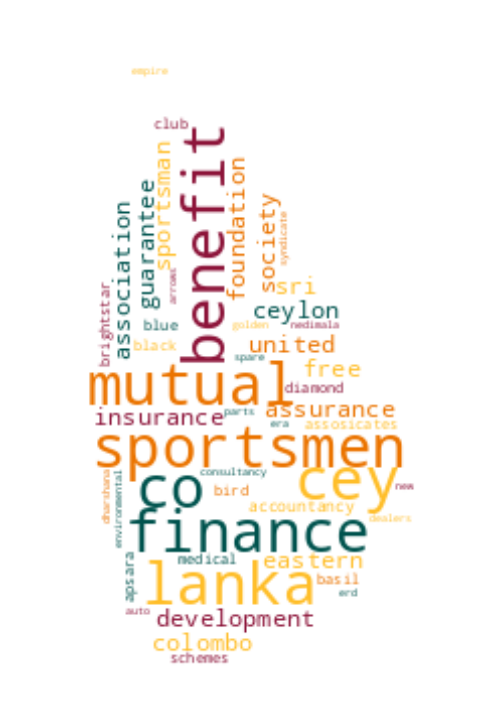 empire
club
benefit
sportsman
foundation
guarantee
association
society
syndicate
arrows
sri
brightstar
ceylon
blue
golden
nedimala
black
united
spare
free
mutual
diamond
insurance
parts
assurance
era
assosicates
sportsmen
consultancy
cey
new
co
bird
dharshana
environmental
accountancy
dealers
finance
medical
eastern
apsara
lanka
basil
erd
auto
development
colombo
schemes